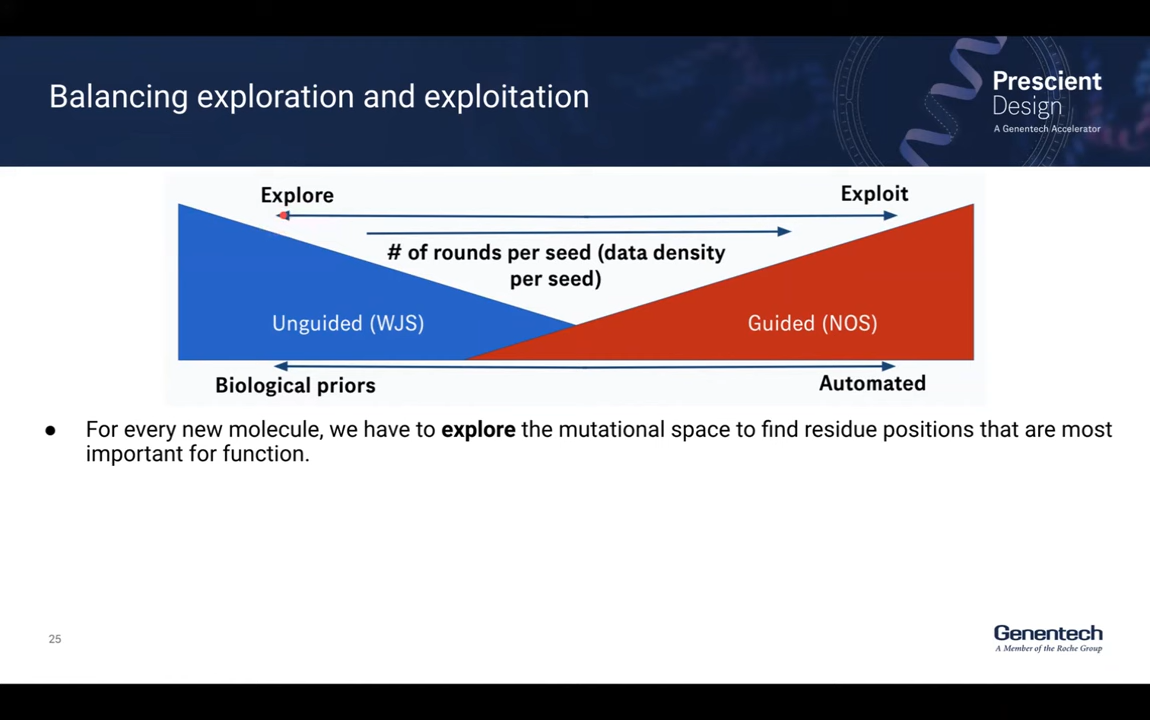 Balancing exploration and exploitation
Prescient
Design
A Genentech Accelerator
Explore
Exploit
# of rounds per seed (data density
per seed)
Unguided (WJS)
Guided (NOS)
Biological priors
Automated
● For every new molecule, we have to explore the mutational space to find residue positions that are most
important for function.
25
Genentech
A Member of the Roche Group